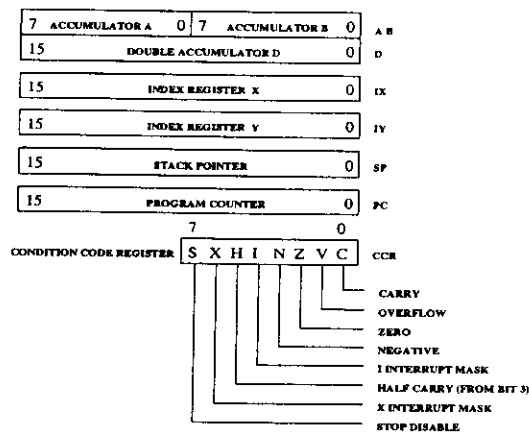 7 ACCUMULATOR A 0 7 ACCUMULATOR B 0 A B
15 DOUBLE ACCUMULATOR D 0 D
15 INDEX REGISTER X 0 IX
15 INDEX REGISTER Y 0 IY
15 STACK POINTER 0 SP
15 PROGRAM COUNTER 0 PC
7 0
CONDITION CODE REGISTER S X H I N Z V C CCR
CARRY
OVERFLOW
ZERO
NEGATIVE
I INTERRUPT MASK
HALF CARRY (FROM BIT 3)
X INTERRUPT MASK
STOP DISABLE